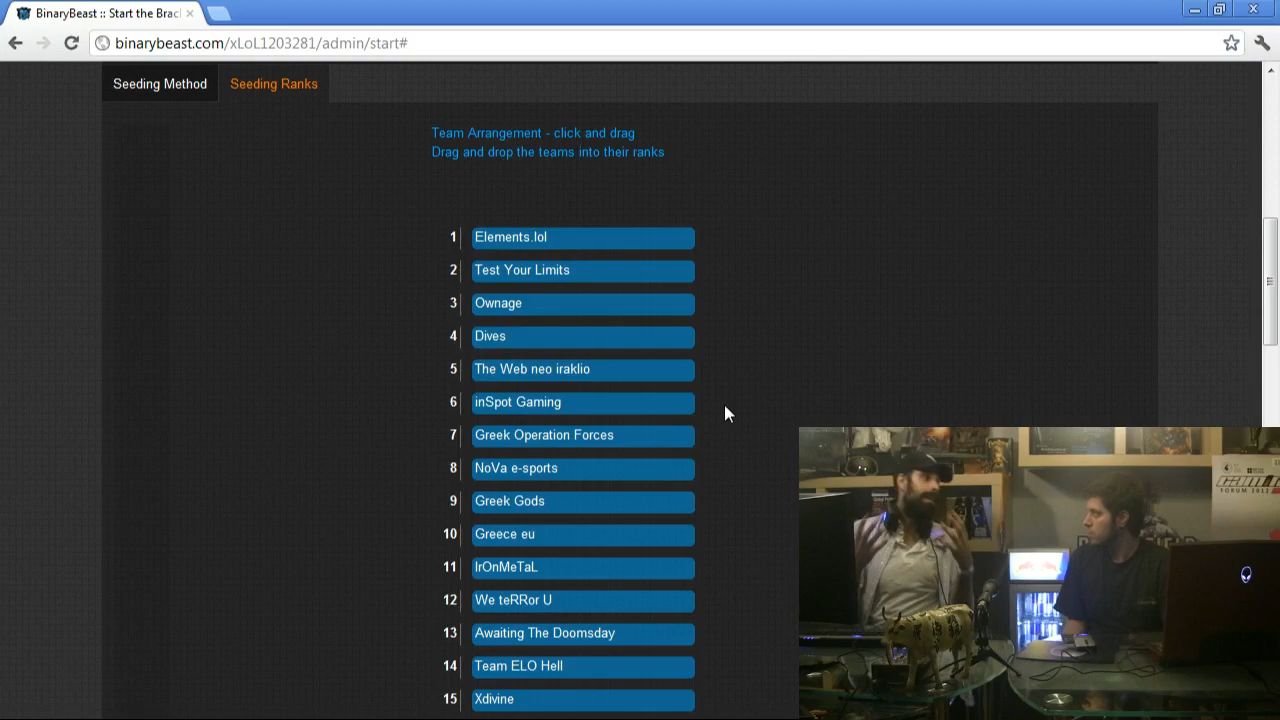 BinaryBeast :: Start the Brac
binarybeast.com/xLoL1203281/admin/start#
Seeding Method
Seeding Ranks
Team Arrangement - click and drag
Drag and drop the teams into their ranks
1 Elements.lol
2 Test Your Limits
3 Ownage
4 Dives
5 The Web neo iraklio
6 inSpot Gaming
7 Greek Operation Forces
8 NoVa e-sports
9 Greek Gods
10 Greece eu
11 IrOnMeTaL
12 We teRRor U
13 Awaiting The Doomsday
14 Team ELO Hell
15 Xdivine
FORUM 2012